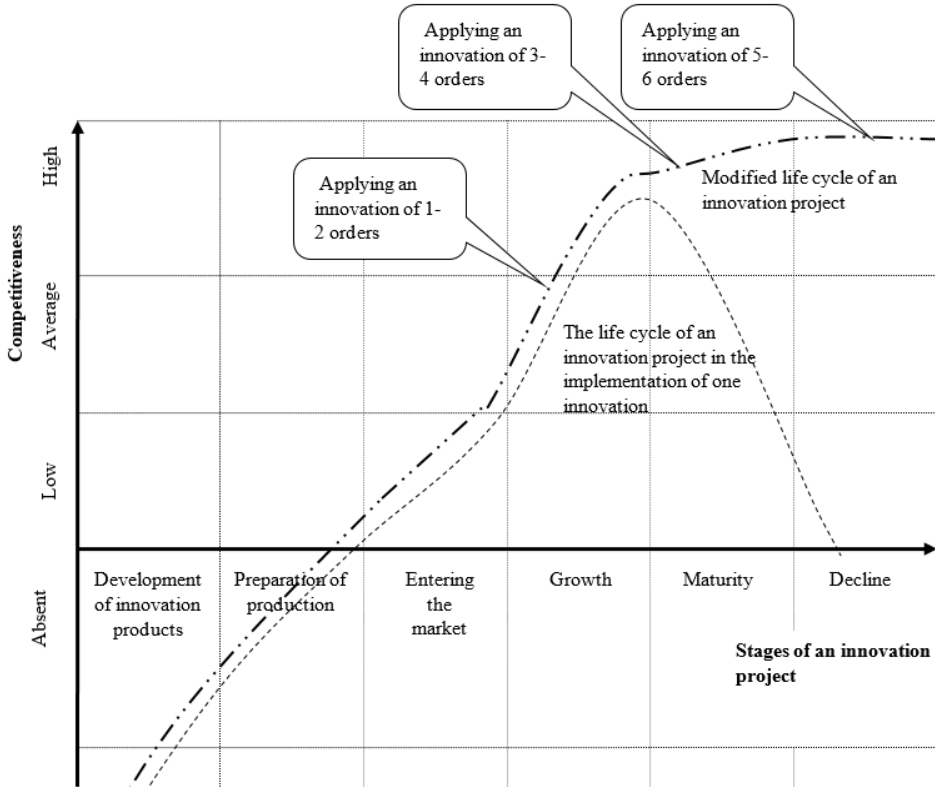 Applying an
innovation of 3-
4 orders
Applying an
innovation of 5-
6 orders
Applying an
innovation of 1-
2 orders
Modified life cycle of an
innovation project
The life cycle of an
innovation project in the
implementation of one
innovation
Competitiveness
High
Average
Low
Absent
Development
of innovation
products
Preparation of
production
Entering
the
market
Growth
Maturity
Decline
Stages of an innovation
project